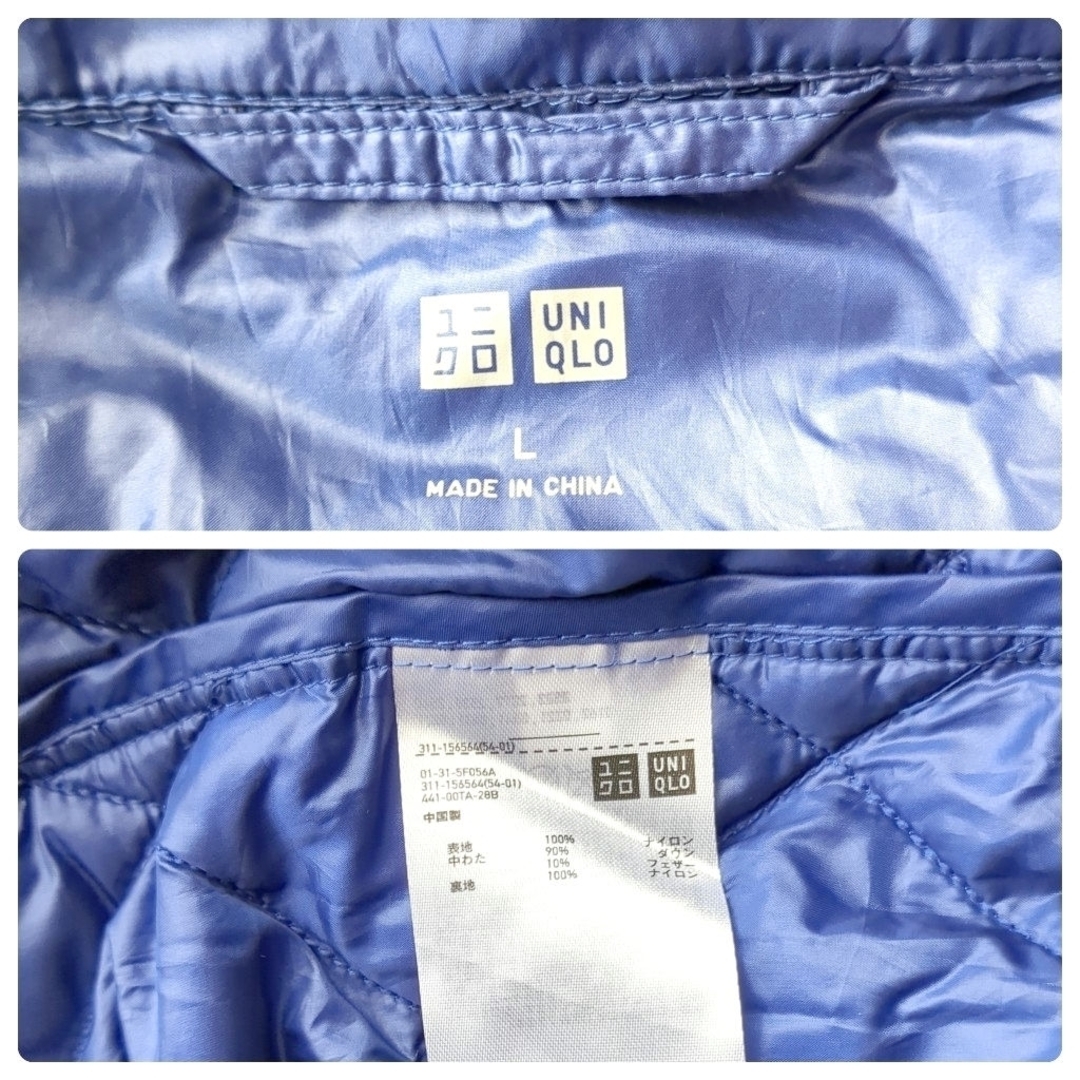 ユニ
クロ
UNI
QLO
L
MADE IN CHINA
311-156564(54-01)
01-31-5F056A
311-156564(54-01)
441-00TA-28B
中国製
ユニ
クロ
UNI
QLO
表地 100% ナイロン
中わた 90% ダウン
10% フェザー
裏地 100% ナイロン